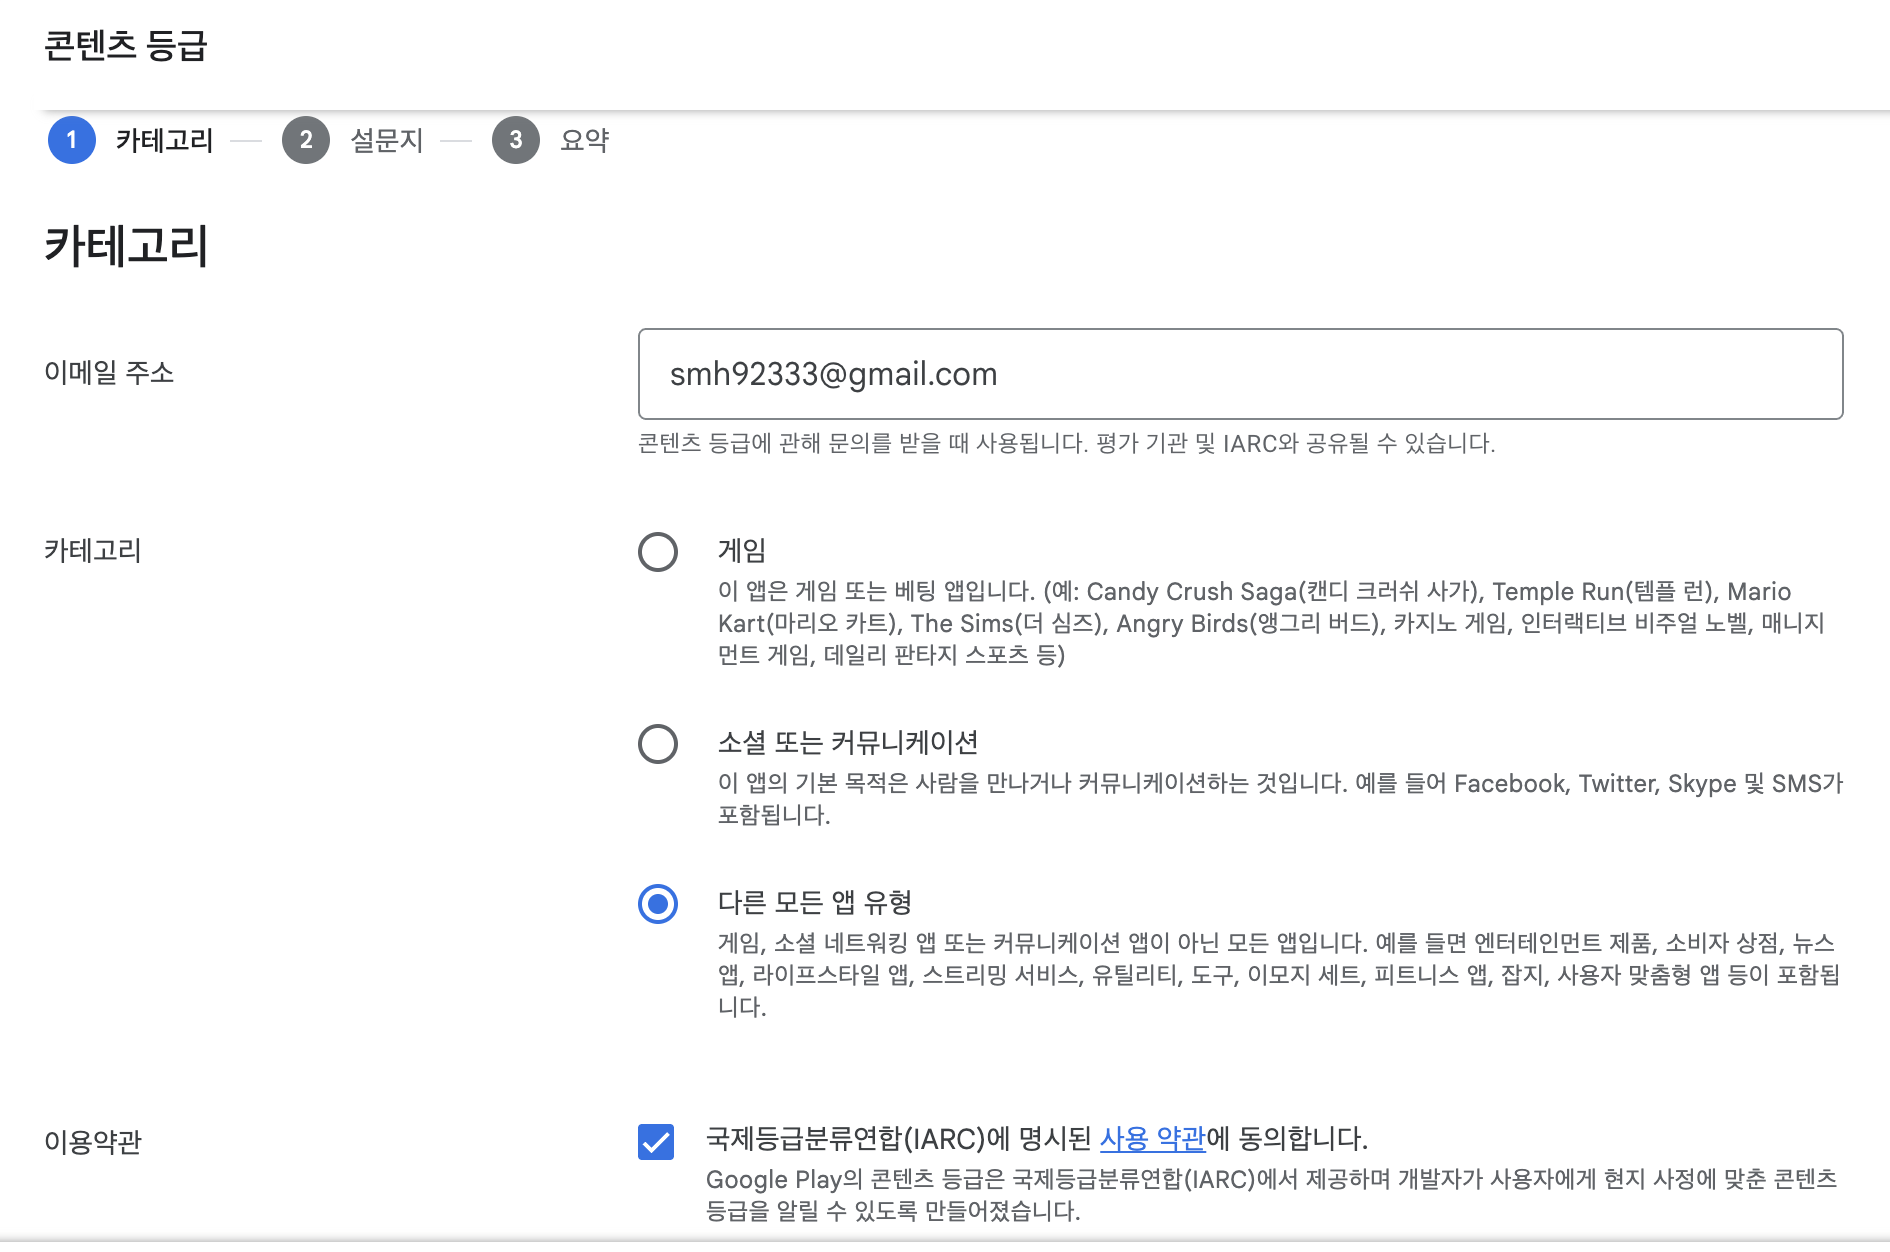 콘텐츠 등급
1 카테고리 2 설문지 3 요약
카테고리
이메일 주소
smh92333@gmail.com
콘텐츠 등급에 관해 문의를 받을 때 사용됩니다. 평가 기관 및 IARC와 공유될 수 있습니다.
카테고리
게임
이 앱은 게임 또는 베팅 앱입니다. (예: Candy Crush Saga(캔디 크러쉬 사가), Temple Run(템플 런), Mario
Kart(마리오 카트), The Sims(더 심즈), Angry Birds(앵그리 버드), 카지노 게임, 인터랙티브 비주얼 노벨, 매니지
먼트 게임, 데일리 판타지 스포츠 등)
소셜 또는 커뮤니케이션
이 앱의 기본 목적은 사람을 만나거나 커뮤니케이션하는 것입니다. 예를 들어 Facebook, Twitter, Skype 및 SMS가
포함됩니다.
다른 모든 앱 유형
게임, 소셜 네트워킹 앱 또는 커뮤니케이션 앱이 아닌 모든 앱입니다. 예를 들면 엔터테인먼트 제품, 소비자 상점, 뉴스
앱, 라이프스타일 앱, 스트리밍 서비스, 유틸리티, 도구, 이모지 세트, 피트니스 앱, 잡지, 사용자 맞춤형 앱 등이 포함됩
니다.
이용약관
국제등급분류연합(IARC)에 명시된 사용 약관에 동의합니다.
Google Play의 콘텐츠 등급은 국제등급분류연합(IARC)에서 제공하며 개발자가 사용자에게 현지 사정에 맞춘 콘텐츠
등급을 알릴 수 있도록 만들어졌습니다.